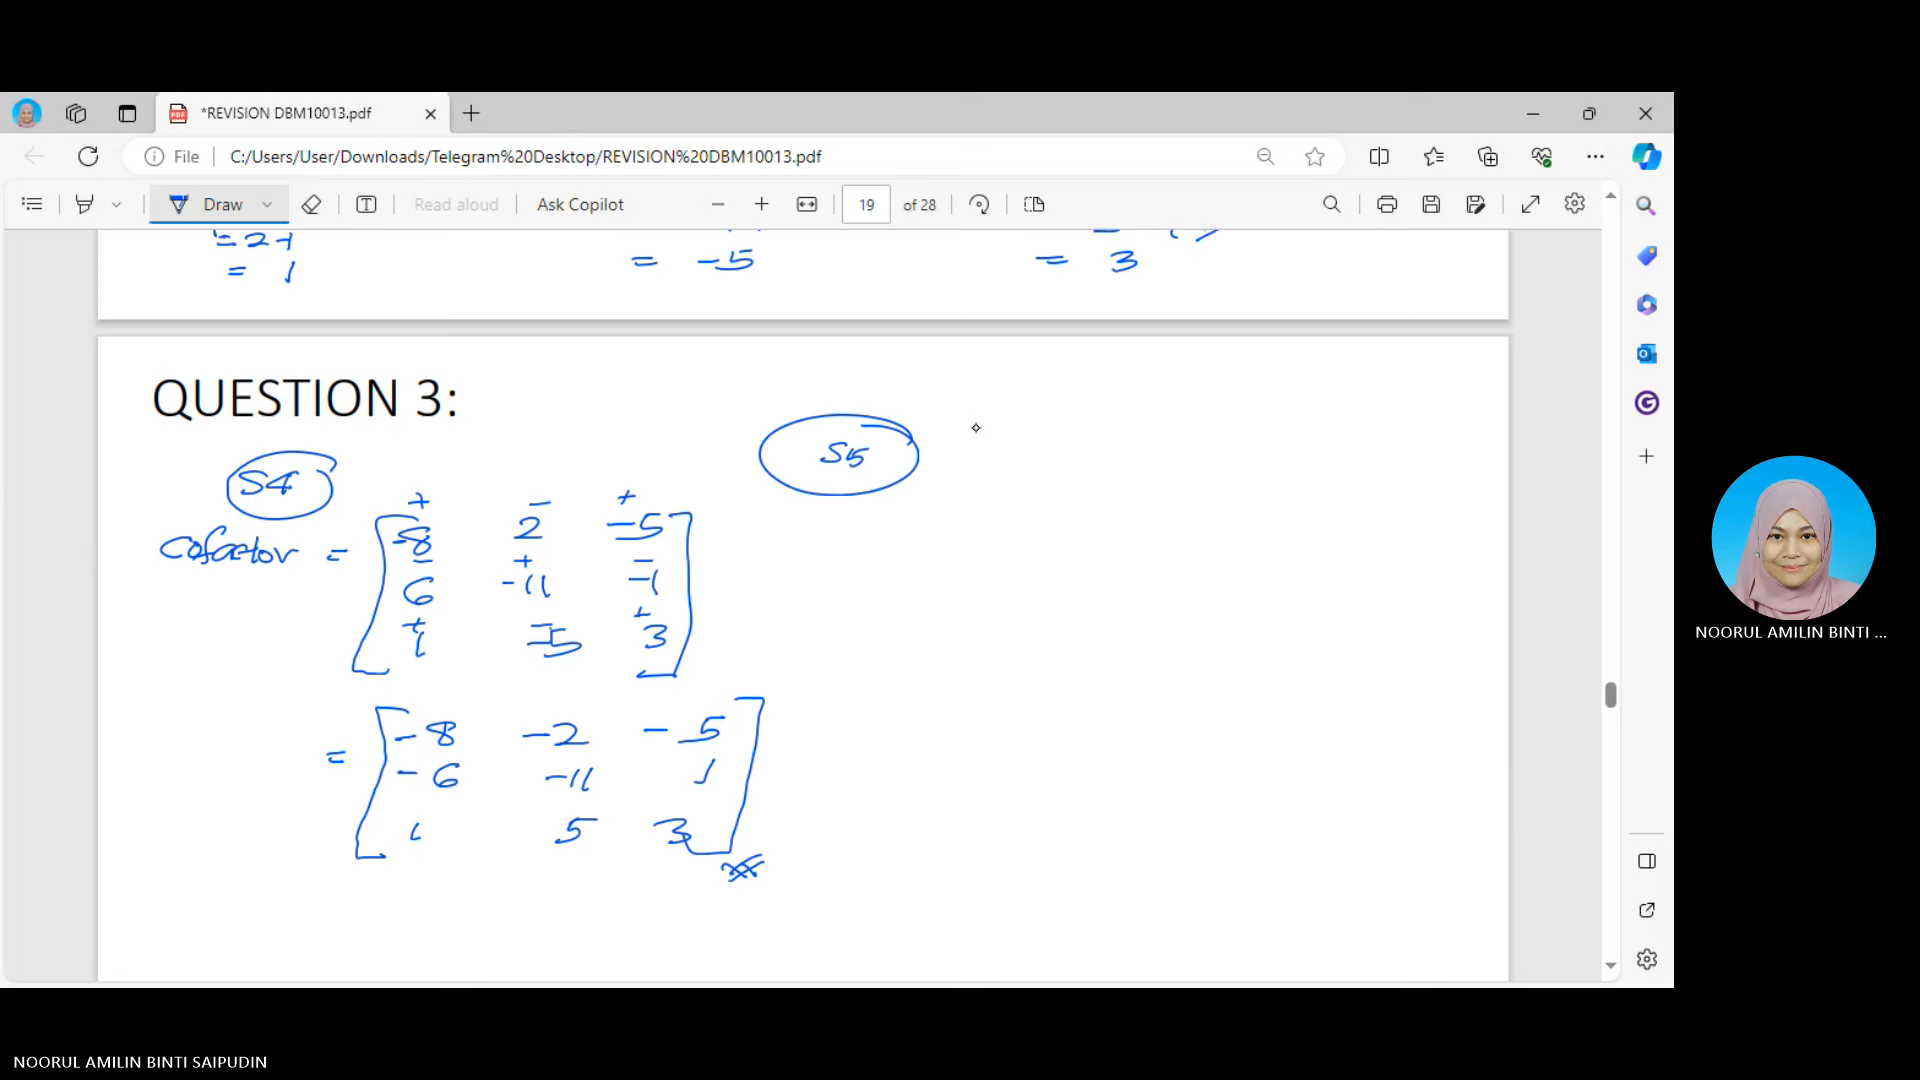 *REVISION DBM10013.pdf
File C:/Users/User/Downloads/Telegram%20Desktop/REVISION%20DBM10013.pdf
Draw Read aloud Ask Copilot 19 of 28
= 2+1
= 1 = -5 = 3
QUESTION 3:
S4 S5
+ - +
-8 2 -5
- + -
6 -11 -1
+ - +
1 -5 3
cofactor =
= -8 -2 -5
-6 -11 1
1 5 3
NOORUL AMILIN BINTI ...
NOORUL AMILIN BINTI SAIPUDIN